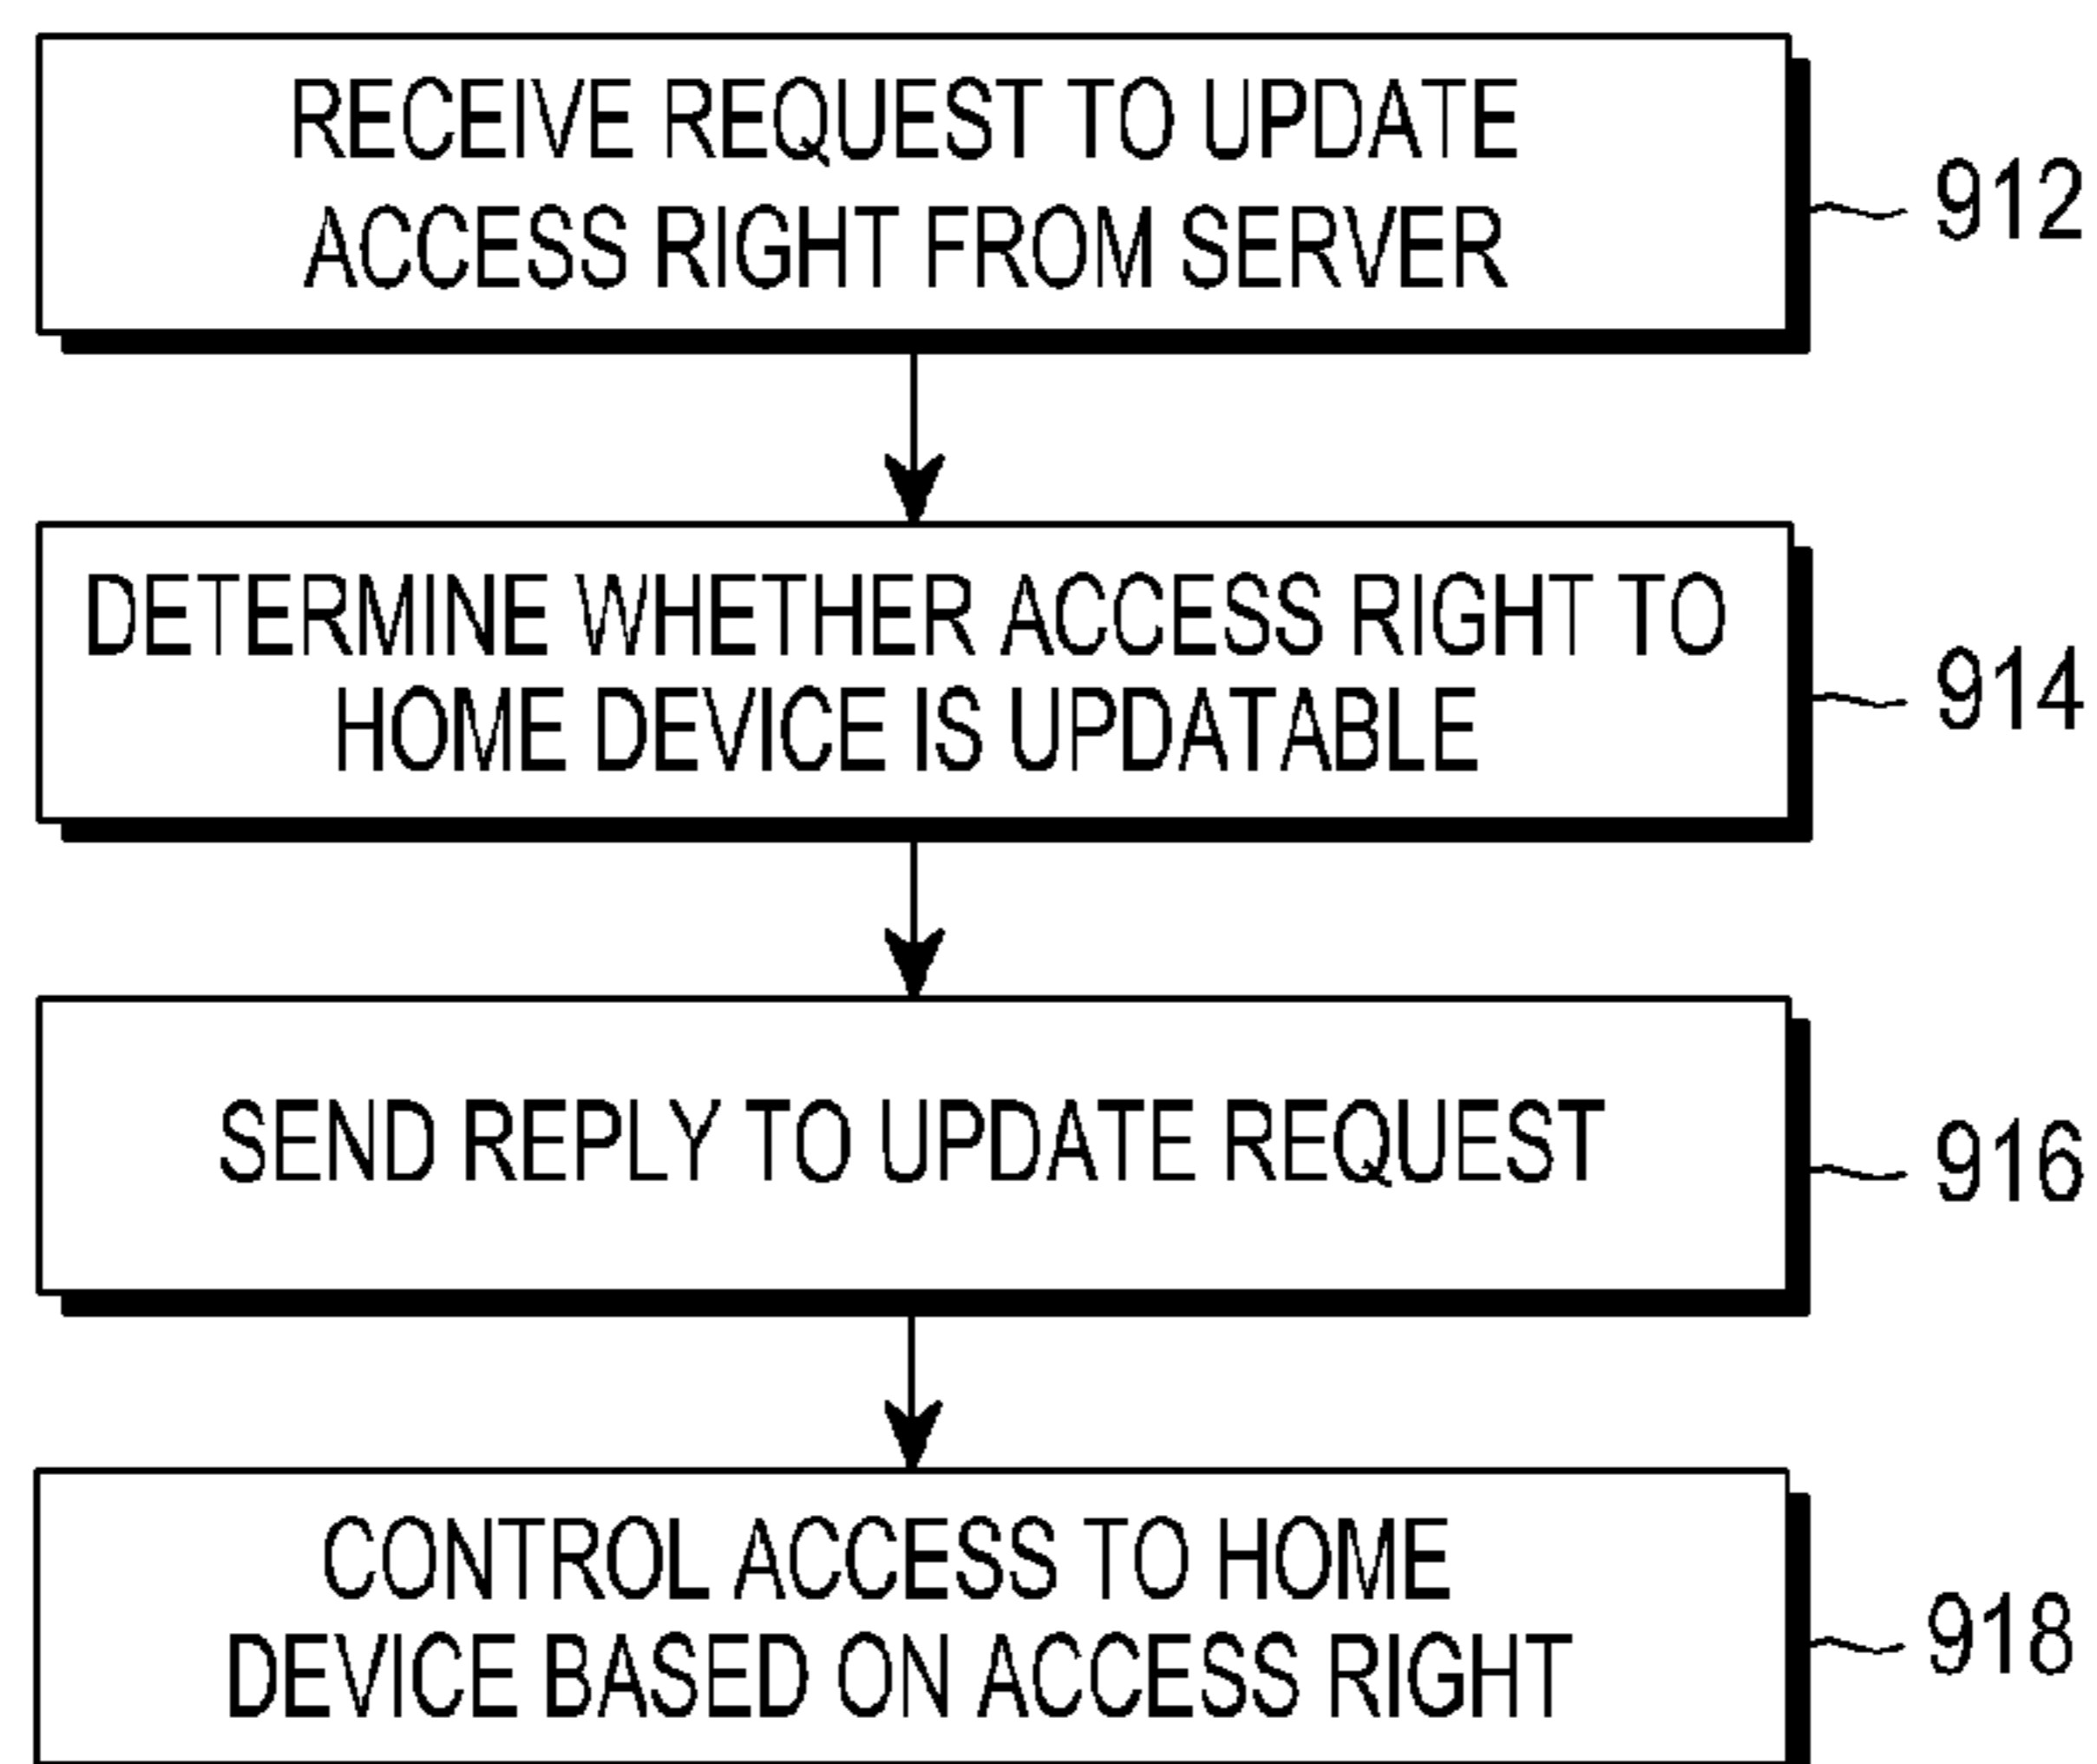 RECEIVE REQUEST TO UPDATE
ACCESS RIGHT FROM SERVER
912
DETERMINE WHETHER ACCESS RIGHT TO
HOME DEVICE IS UPDATABLE
914
SEND REPLY TO UPDATE REQUEST
916
CONTROL ACCESS TO HOME
DEVICE BASED ON ACCESS RIGHT
918